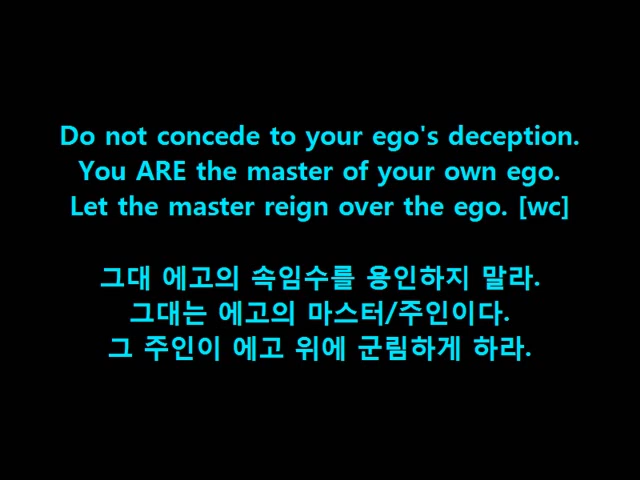 Do not concede to your ego's deception.
You ARE the master of your own ego.
Let the master reign over the ego. [wc]
그대 에고의 속임수를 용인하지 말라.
그대는 에고의 마스터/주인이다.
그 주인이 에고 위에 군림하게 하라.